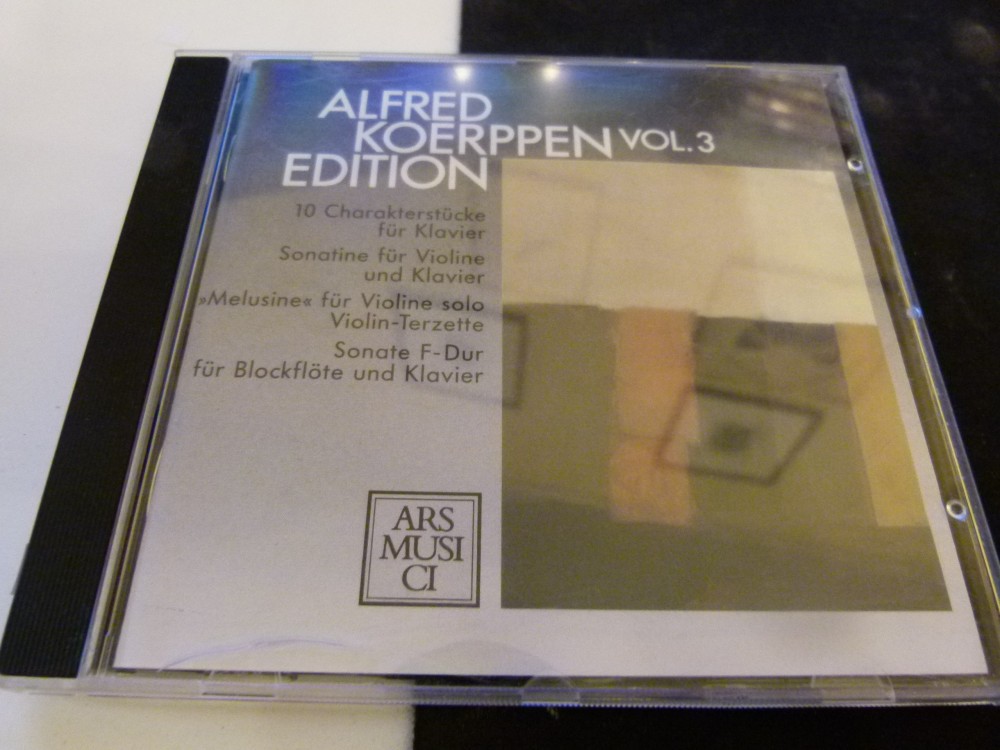 ALFRED
KOERPPEN VOL. 3
EDITION
10 Charakterstücke
für Klavier
Sonatine für Violine
und Klavier
»Melusine« für Violine solo
Violin-Terzette
Sonate F-Dur
für Blockflöte und Klavier
ARS
MUSI
CI